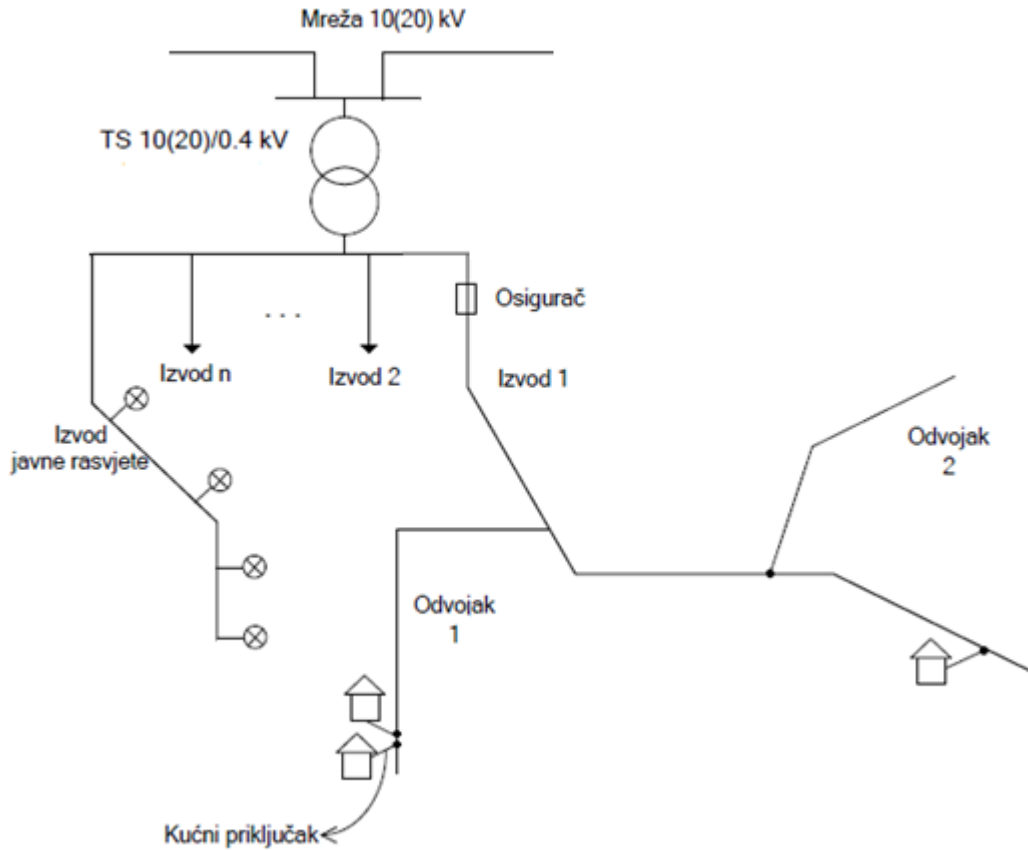 Mreža 10(20) kV
TS 10(20)/0.4 kV
Osigurač
Izvod n
...
Izvod 2
Izvod 1
Izvod
javne rasvjete
Odvojak
2
Odvojak
1
Kućni priključak